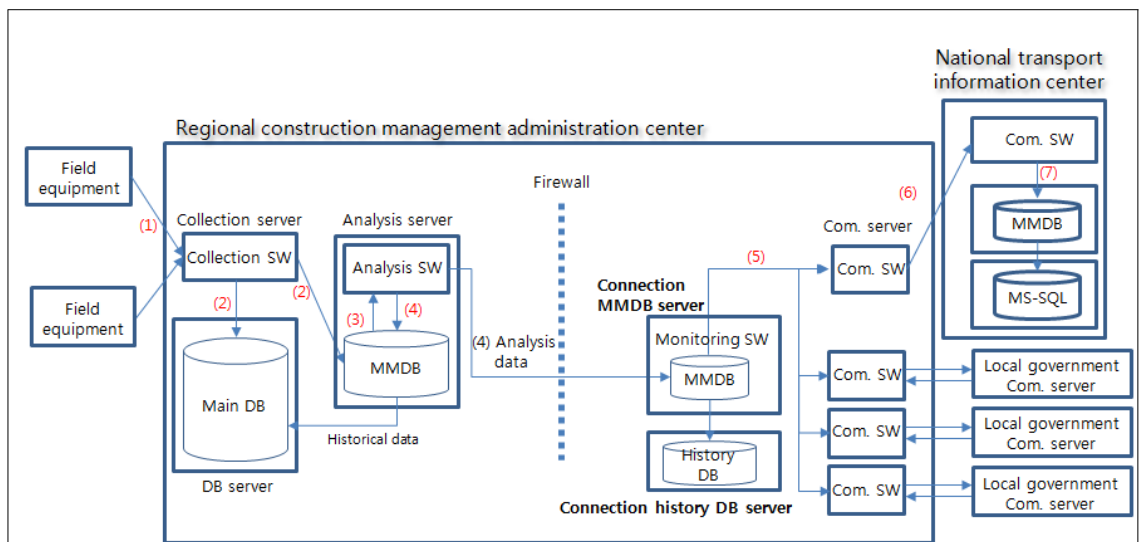 National transport
information center
Regional construction management administration center
Com. SW
(7)
MMDB
MS-SQL
Field
equipment
(1)
Field
equipment
Collection server
Collection SW
(2)
(2)
Main DB
DB server
Analysis server
Analysis SW
(3)
(4)
MMDB
Historical data
Firewall
(4) Analysis
data
Connection
MMDB server
Monitoring SW
MMDB
History
DB
Connection history DB server
(5)
(6)
Com. server
Com. SW
Com. SW
Local government
Com. server
Com. SW
Local government
Com. server
Com. SW
Local government
Com. server